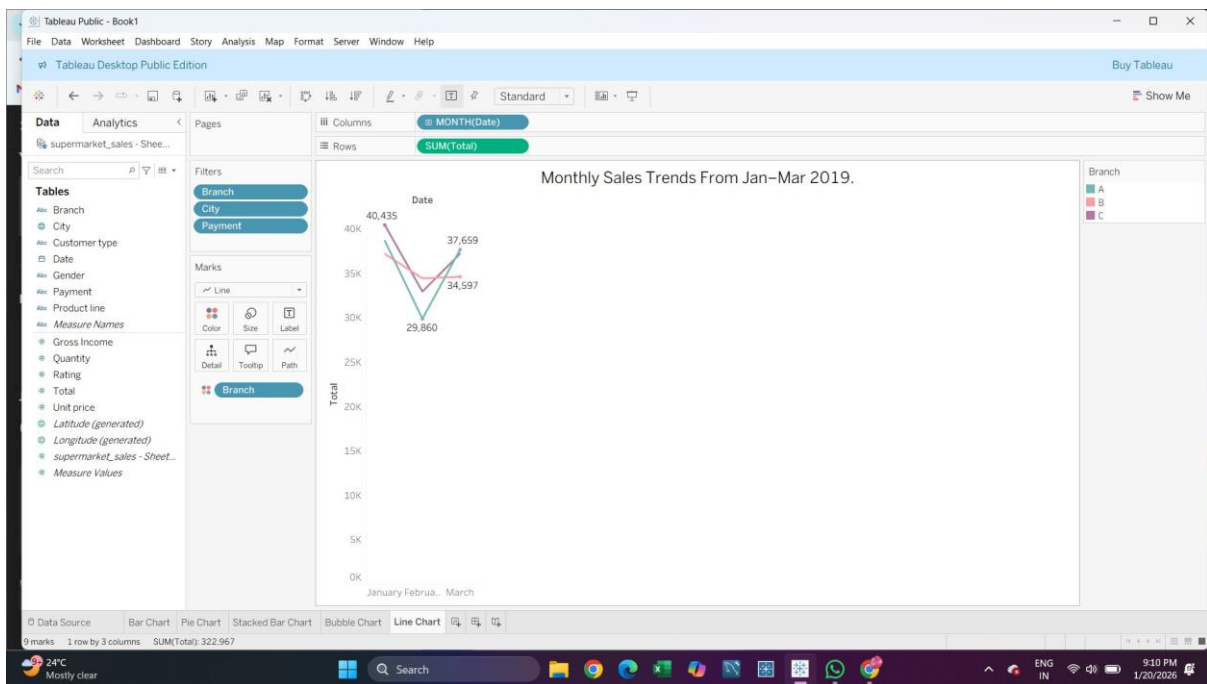 Tableau Public - Book1
File Data Worksheet Dashboard Story Analysis Map Format Server Window Help
Tableau Desktop Public Edition Buy Tableau
Standard Show Me
Data Analytics
supermarket_sales - Shee...
Search
Tables
Abc Branch
City
Abc Customer type
Date
Abc Gender
Abc Payment
Abc Product line
Abc Measure Names
# Gross Income
# Quantity
# Rating
# Total
# Unit price
Latitude (generated)
Longitude (generated)
# supermarket_sales - Sheet...
# Measure Values
Pages
Filters
Branch
City
Payment
Marks
Line
Color Size Label
Detail Tooltip Path
Branch
Columns MONTH(Date)
Rows SUM(Total)
Monthly Sales Trends From Jan–Mar 2019.
Date
40,435
40K
37,659
35K
34,597
30K
29,860
25K
Total
20K
15K
10K
5K
0K
January Februa.. March
Branch
A
B
C
Data Source Bar Chart Pie Chart Stacked Bar Chart Bubble Chart Line Chart
9 marks 1 row by 3 columns SUM(Total): 322,967
9+ 24°C
Mostly clear
Search
ENG
IN
9:10 PM
1/20/2026